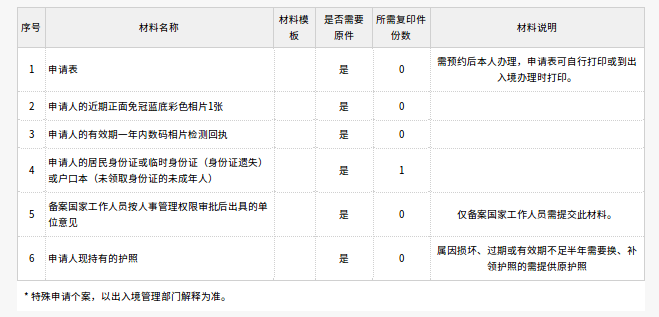 序号 材料名称 材料模板 是否需要原件 所需复印件份数 材料说明
1 申请表 是 0 需预约后本人办理，申请表可自行打印或到出入境办理时打印。
2 申请人的近期正面免冠蓝底彩色相片1张 是 0
3 申请人的有效期一年内数码相片检测回执 是 0
4 申请人的居民身份证或临时身份证（身份证遗失）或户口本（未领取身份证的未成年人） 是 1
5 备案国家工作人员按人事管理权限审批后出具的单位意见 是 0 仅备案国家工作人员需提交此材料。
6 申请人现持有的护照 是 0 属因损坏、过期或有效期不足半年需要换、补领护照的需提供原护照
* 特殊申请个案，以出入境管理部门解释为准。